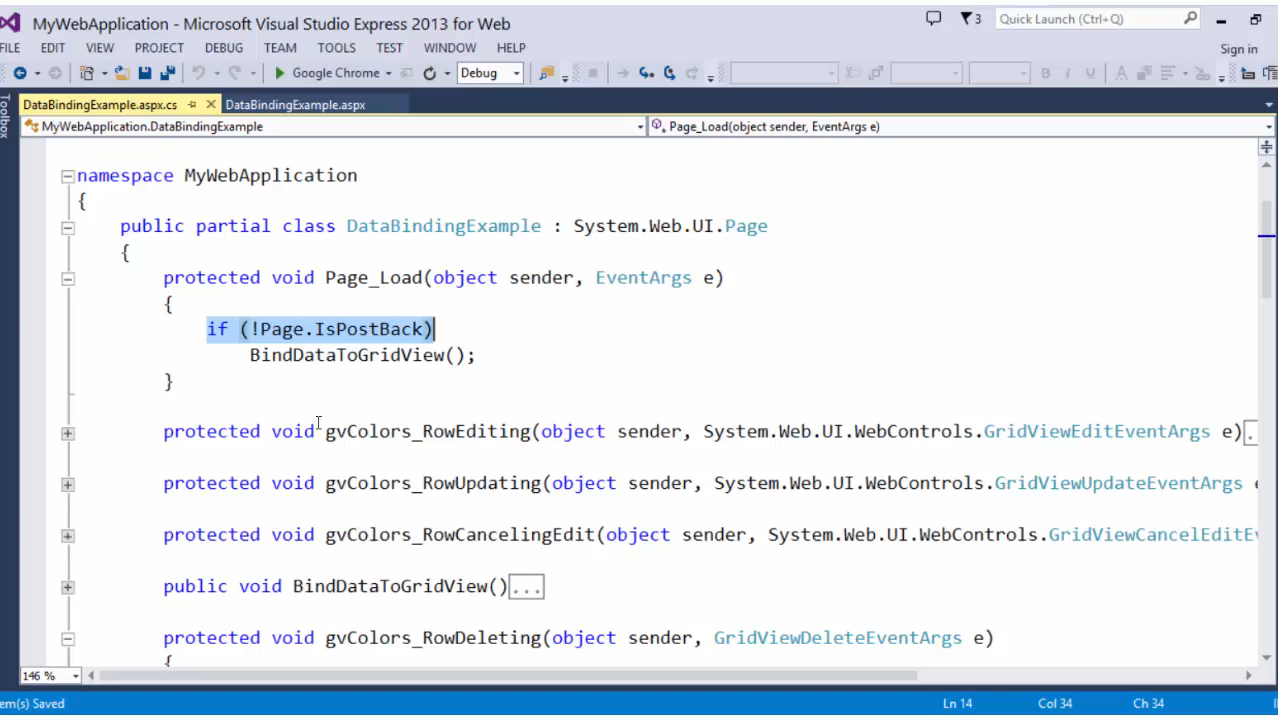 MyWebApplication - Microsoft Visual Studio Express 2013 for Web
3
Quick Launch (Ctrl+Q)
FILE EDIT VIEW PROJECT DEBUG TEAM TOOLS TEST WINDOW HELP
Sign in
Google Chrome
Debug
B I U A
Toolbox
DataBindingExample.aspx.cs
DataBindingExample.aspx
MyWebApplication.DataBindingExample
Page_Load(object sender, EventArgs e)
namespace MyWebApplication
{
public partial class DataBindingExample : System.Web.UI.Page
{
protected void Page_Load(object sender, EventArgs e)
{
if (!Page.IsPostBack)
BindDataToGridView();
}
protected void gvColors_RowEditing(object sender, System.Web.UI.WebControls.GridViewEditEventArgs e)
protected void gvColors_RowUpdating(object sender, System.Web.UI.WebControls.GridViewUpdateEventArgs e
protected void gvColors_RowCancelingEdit(object sender, System.Web.UI.WebControls.GridViewCancelEditEv
public void BindDataToGridView()...
protected void gvColors_RowDeleting(object sender, GridViewDeleteEventArgs e)
{
146 %
em(s) Saved
Ln 14
Col 34
Ch 34